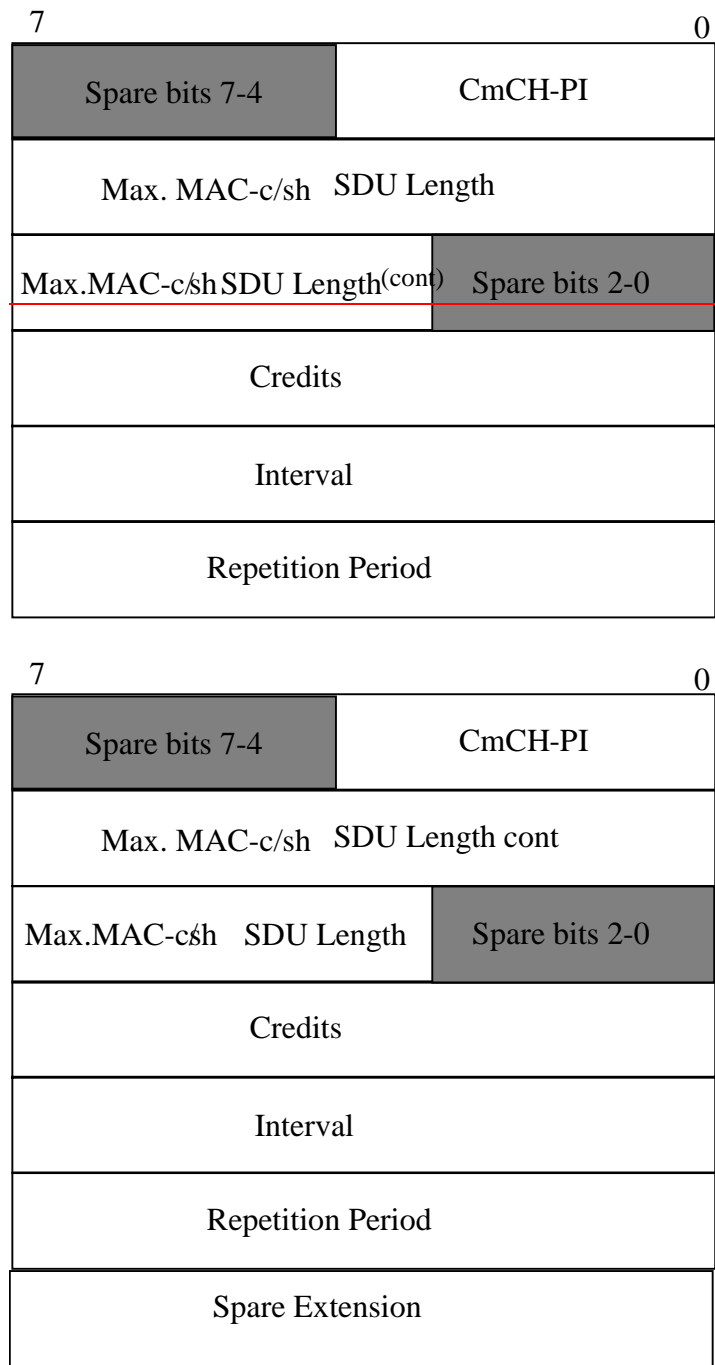 7 0
Spare bits 7-4 CmCH-PI
Max. MAC-c/sh SDU Length
Max.MAC-c/sh SDU Length(cont) Spare bits 2-0
Credits
Interval
Repetition Period
7 0
Spare bits 7-4 CmCH-PI
Max. MAC-c/sh SDU Length cont
Max.MAC-c/sh SDU Length Spare bits 2-0
Credits
Interval
Repetition Period
Spare Extension